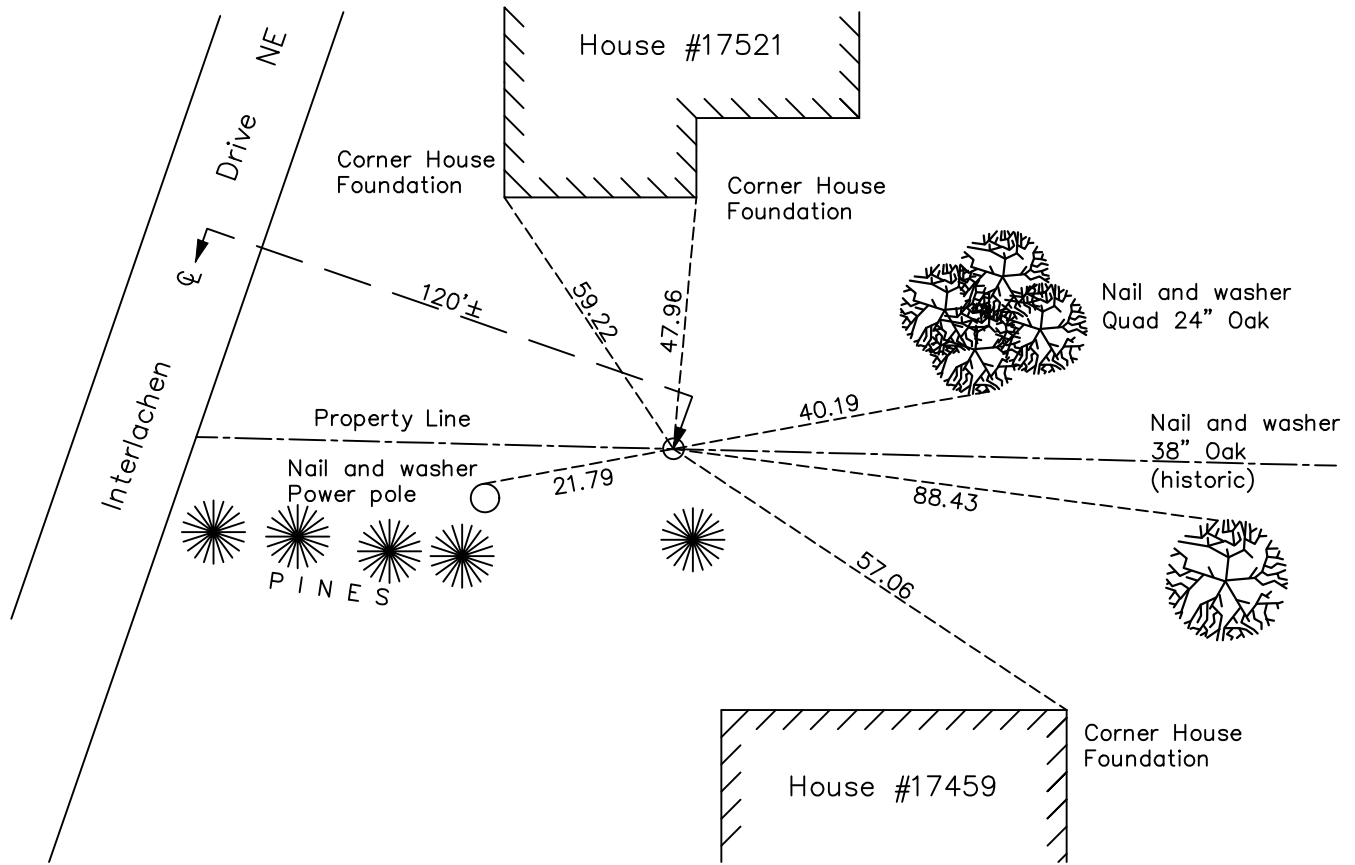 House #17521
Interlachen Drive NE
℄
Corner House
Foundation
Corner House
Foundation
120'±
59.22
47.96
Nail and washer
Quad 24" Oak
40.19
Property Line
Nail and washer
38" Oak
(historic)
Nail and washer
Power pole
21.79
88.43
PINES
57.06
Corner House
Foundation
House #17459